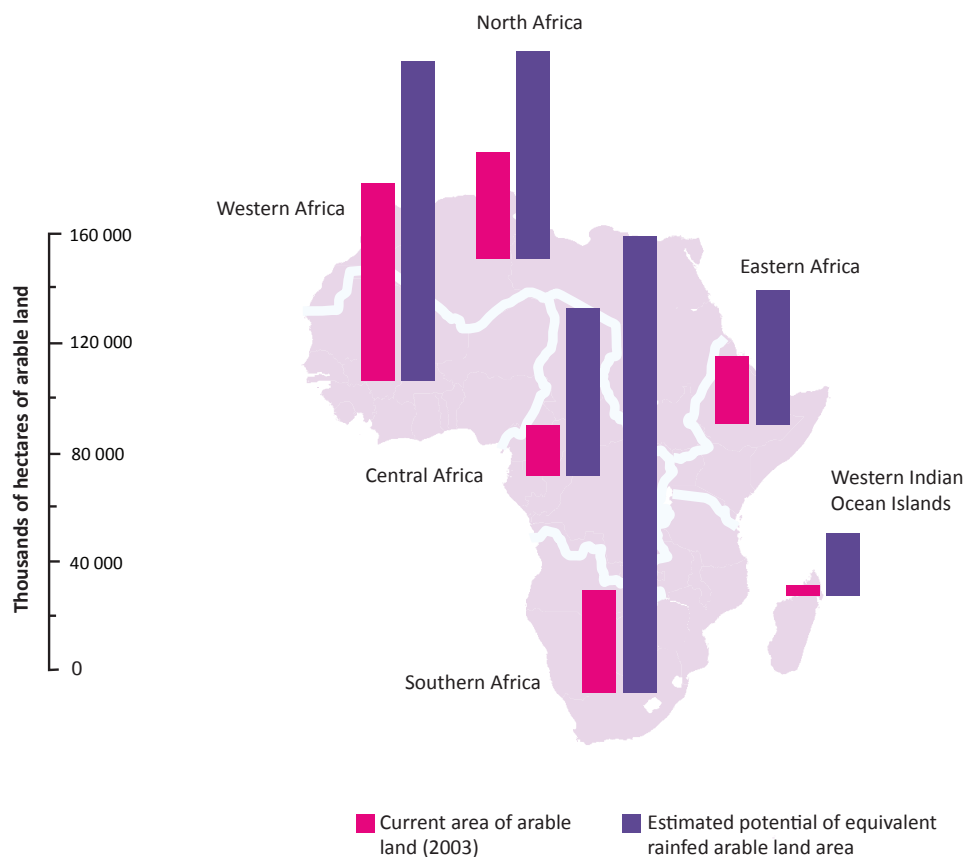 North Africa
Western Africa
160 000
Eastern Africa
120 000
Thousands of hectares of arable land
80 000
Central Africa
Western Indian
Ocean Islands
40 000
0
Southern Africa
Current area of arable
land (2003)
Estimated potential of equivalent
rainfed arable land area